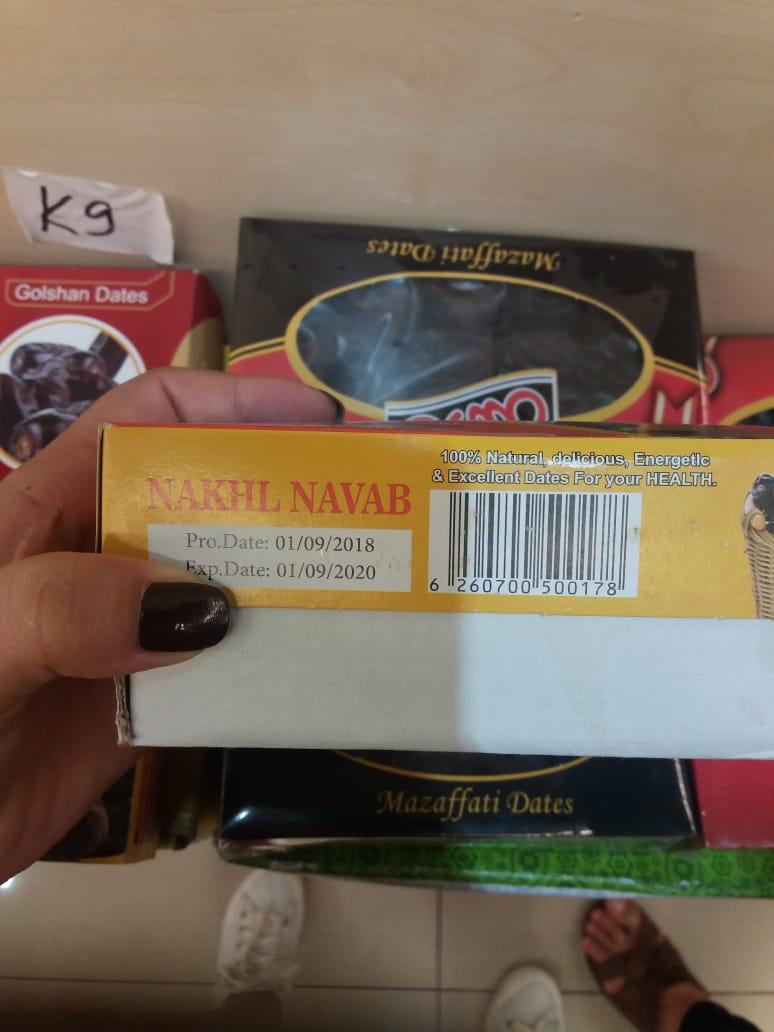 K9
Golshan Dates
Mazaffati Dates
100% Natural, delicious, Energetic
& Excellent Dates For your HEALTH.
NAKHL NAVAB
Pro.Date: 01/09/2018
Exp.Date: 01/09/2020
6 260700 500178
Mazaffati Dates